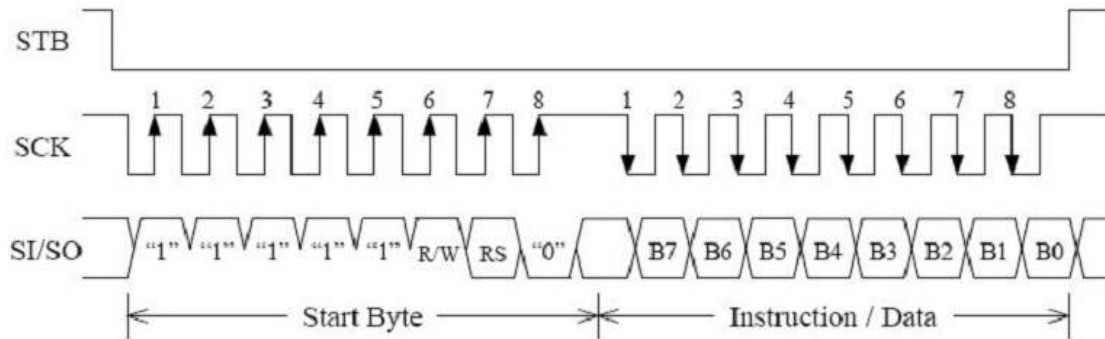 STB
1 2 3 4 5 6 7 8 1 2 3 4 5 6 7 8
SCK
SI/SO “1” “1” “1” “1” “1” R/W RS “0” B7 B6 B5 B4 B3 B2 B1 B0
Start Byte Instruction / Data